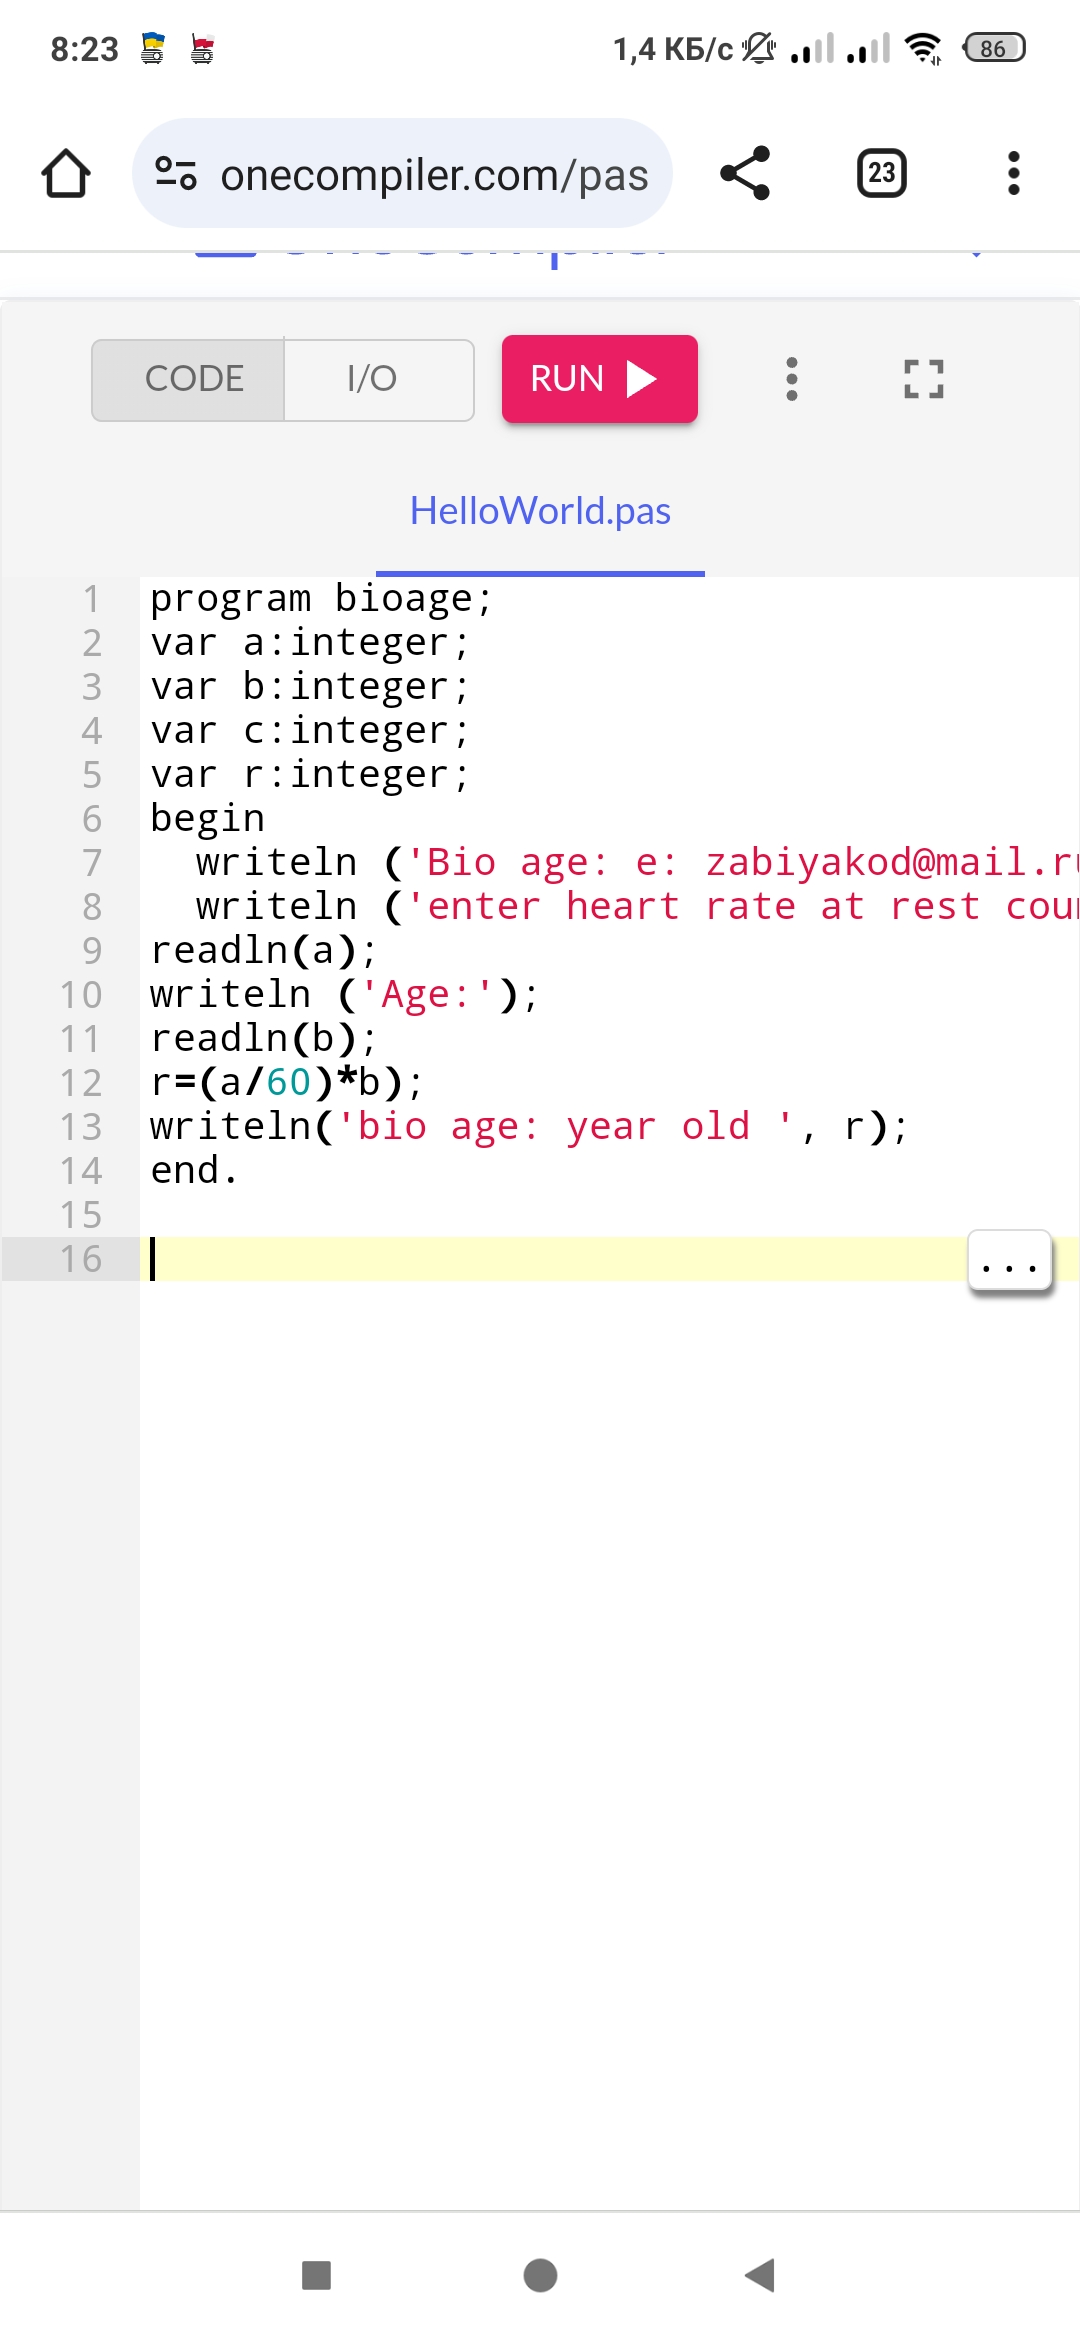 8:23 1,4 КБ/с 86
onecompiler.com/pas 23
CODE I/O RUN
HelloWorld.pas
1 program bioage;
2 var a:integer;
3 var b:integer;
4 var c:integer;
5 var r:integer;
6 begin
7 writeln ('Bio age: e: zabiyakod@mail.ru
8 writeln ('enter heart rate at rest cou
9 readln(a);
10 writeln ('Age:');
11 readln(b);
12 r=(a/60)*b);
13 writeln('bio age: year old ', r);
14 end.
15
16 ...